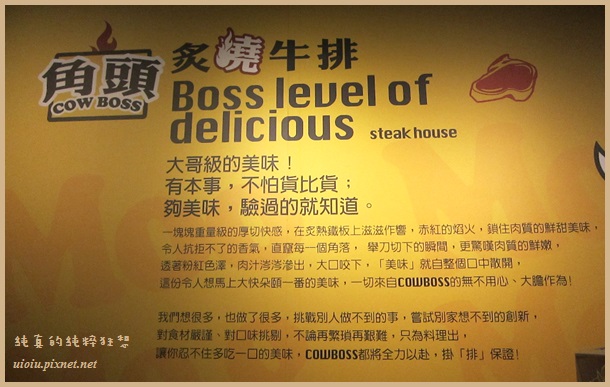 角頭
COW BOSS
炙燒牛排
Boss level of
delicious steak house
大哥級的美味！
有本事，不怕貨比貨；
夠美味，驗過的就知道。
一塊塊重量級的厚切快感，在炙熱鐵板上滋滋作響，赤紅的焰火，鎖住肉質的鮮甜美味，
令人抗拒不了的香氣，直竄每一個角落， 舉刀切下的瞬間，更驚嘆肉質的鮮嫩，
透著粉紅色澤，肉汁滲滲滲出，大口咬下，「美味」就自整個口中散開，
這份令人想馬上大快朵頤一番的美味，一切來自COWBOSS的無不用心、大膽作為!
我們想很多，也做了很多，挑戰別人做不到的事，嘗試別家想不到的創新，
對食材嚴謹、對口味挑剔，不論再繁瑣再艱難，只為料理出，
讓你忍不住多吃一口的美味，COWBOSS都將全力以赴，掛「排」保證!
純真的純粹狂想
uioiu.pixnet.net